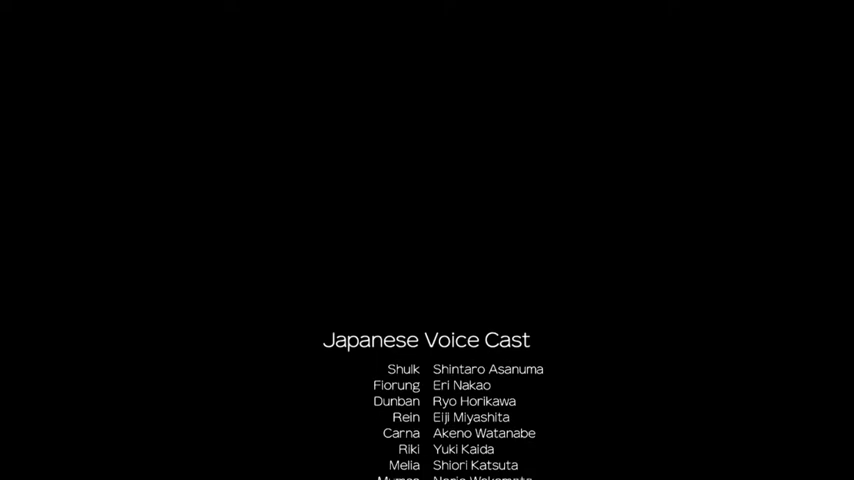 Japanese Voice Cast
Shulk Shintaro Asanuma
Fiorung Eri Nakao
Dunban Ryo Horikawa
Rein Eiji Miyashita
Carna Akeno Watanabe
Riki Yuki Kaida
Melia Shiori Katsuta